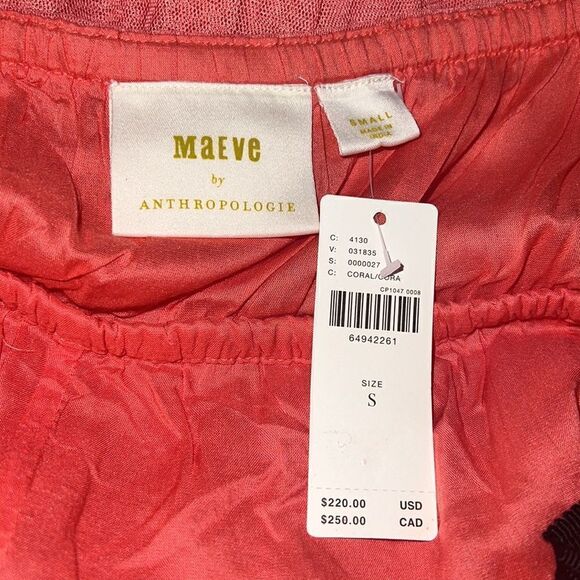 MaEVe
by
ANTHROPOLOGIE
SMALL
MADE IN
INDIA
C: 4130
V: 031835
S: 0000027
C: CORAL/CORA
CP1047 0008
64942261
SIZE
S
$220.00 USD
$250.00 CAD